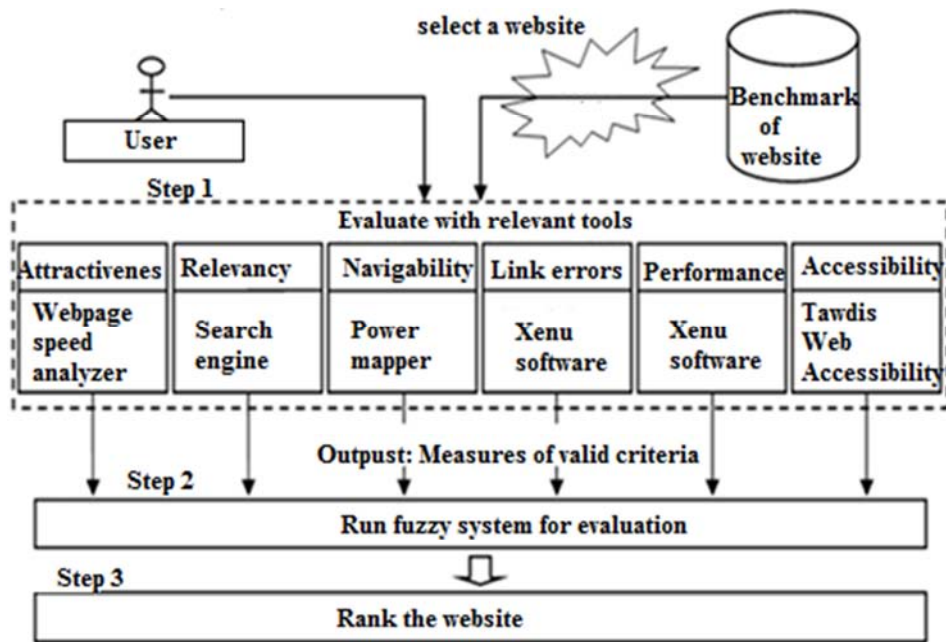 select a website
User
Benchmark
of
website
Step 1
Evaluate with relevant tools
Attractivenes
Relevancy
Navigability
Link errors
Performance
Accessibility
Webpage
speed
analyzer
Search
engine
Power
mapper
Xenu
software
Xenu
software
Tawdis
Web
Accessibility
Outpust: Measures of valid criteria
Step 2
Run fuzzy system for evaluation
Step 3
Rank the website